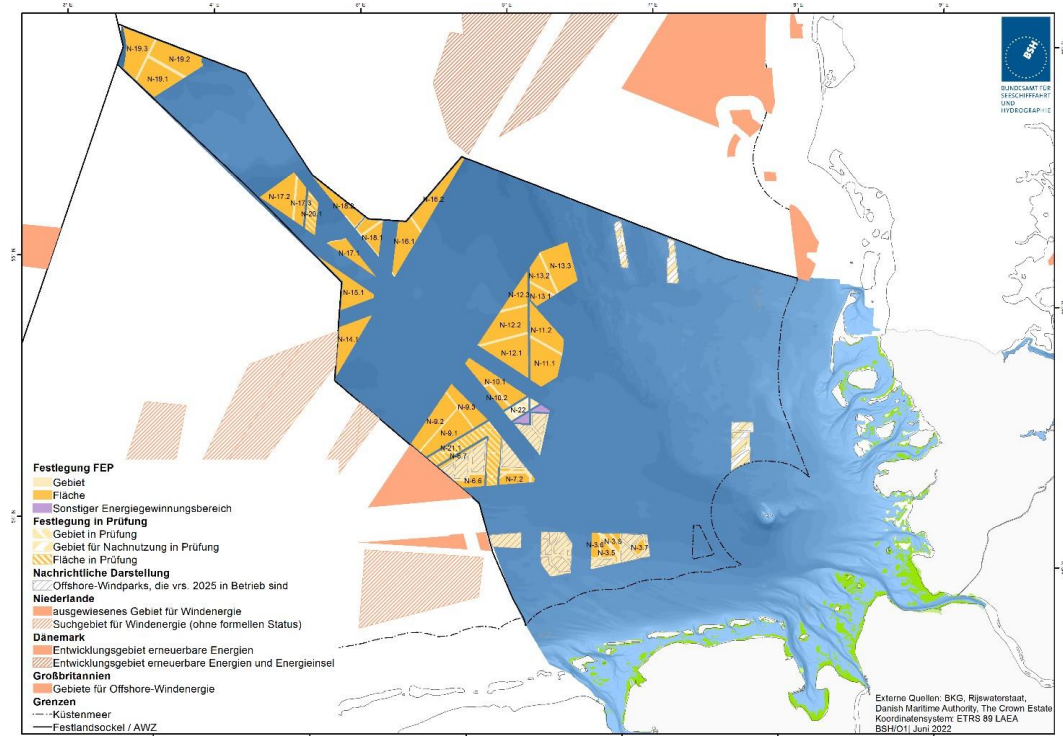 BSH
BUNDESAMT FÜR
SEESCHIFFFAHRT
UND
HYDROGRAPHIE
N-19.3
N-19.2
N-19.1
N-17.2
N-17.3
N-20.1
N-18.2
N-18.1
N-16.2
N-16.1
N-17.1
N-15.1
N-14.1
N-13.3
N-13.2
N-12.3
N-13.1
N-12.2
N-11.2
N-12.1
N-11.1
N-10.1
N-10.2
N-22
N-9.3
N-9.2
N-9.1
N-21.1
N-6.7
N-6.6
N-7.2
N-3.8
N-3.6
N-3.5
N-3.7
Festlegung FEP
Gebiet
Fläche
Sonstiger Energiegewinnungsbereich
Festlegung in Prüfung
Gebiet in Prüfung
Gebiet für Nachnutzung in Prüfung
Fläche in Prüfung
Nachrichtliche Darstellung
Offshore-Windparks, die vrs. 2025 in Betrieb sind
Niederlande
ausgewiesenes Gebiet für Windenergie
Suchgebiet für Windenergie (ohne formellen Status)
Dänemark
Entwicklungsgebiet erneuerbare Energien
Entwicklungsgebiet erneuerbare Energien und Energieinsel
Großbritannien
Gebiete für Offshore-Windenergie
Grenzen
Küstenmeer
Festlandsockel / AWZ
Externe Quellen: BKG, Rijswaterstaat,
Danish Maritime Authority, The Crown Estate
Koordinatensystem: ETRS 89 LAEA
BSH/O1| Juni 2022